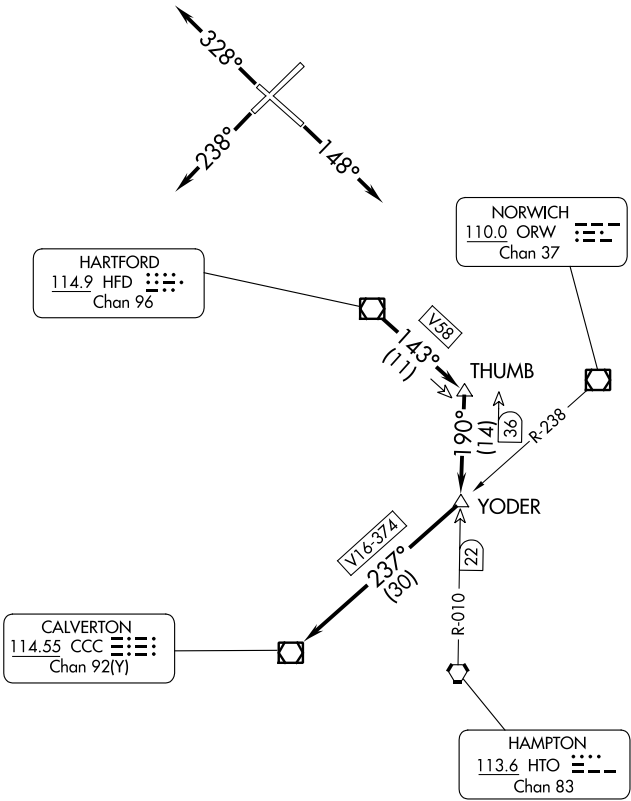 328°
238°
148°
NORWICH
110.0 ORW
Chan 37
HARTFORD
114.9 HFD
Chan 96
V58
143°
(11)
THUMB
190°
(14)
36
R-238
YODER
V16-374
237°
(30)
22
R-010
CALVERTON
114.55 CCC
Chan 92(Y)
HAMPTON
113.6 HTO
Chan 83